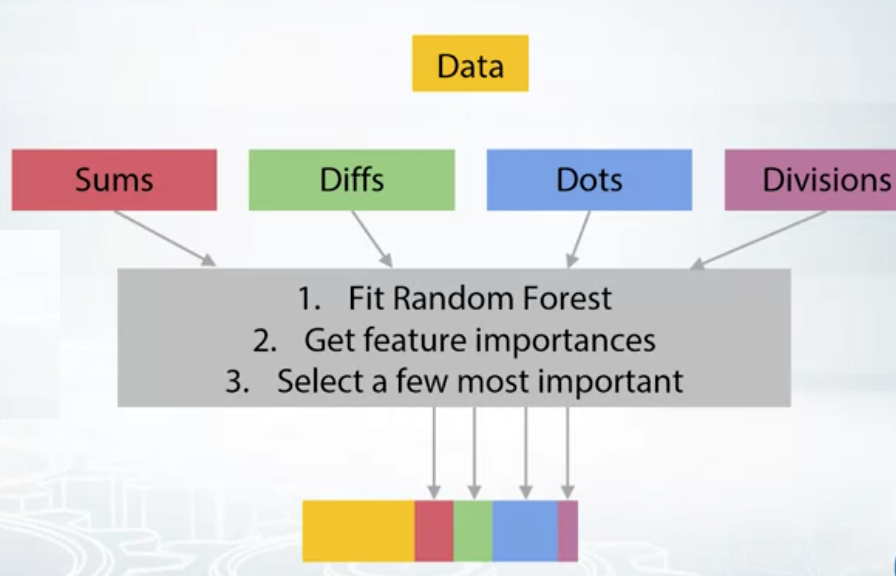 Data
Sums
Diffs
Dots
Divisions
1. Fit Random Forest
2. Get feature importances
3. Select a few most important